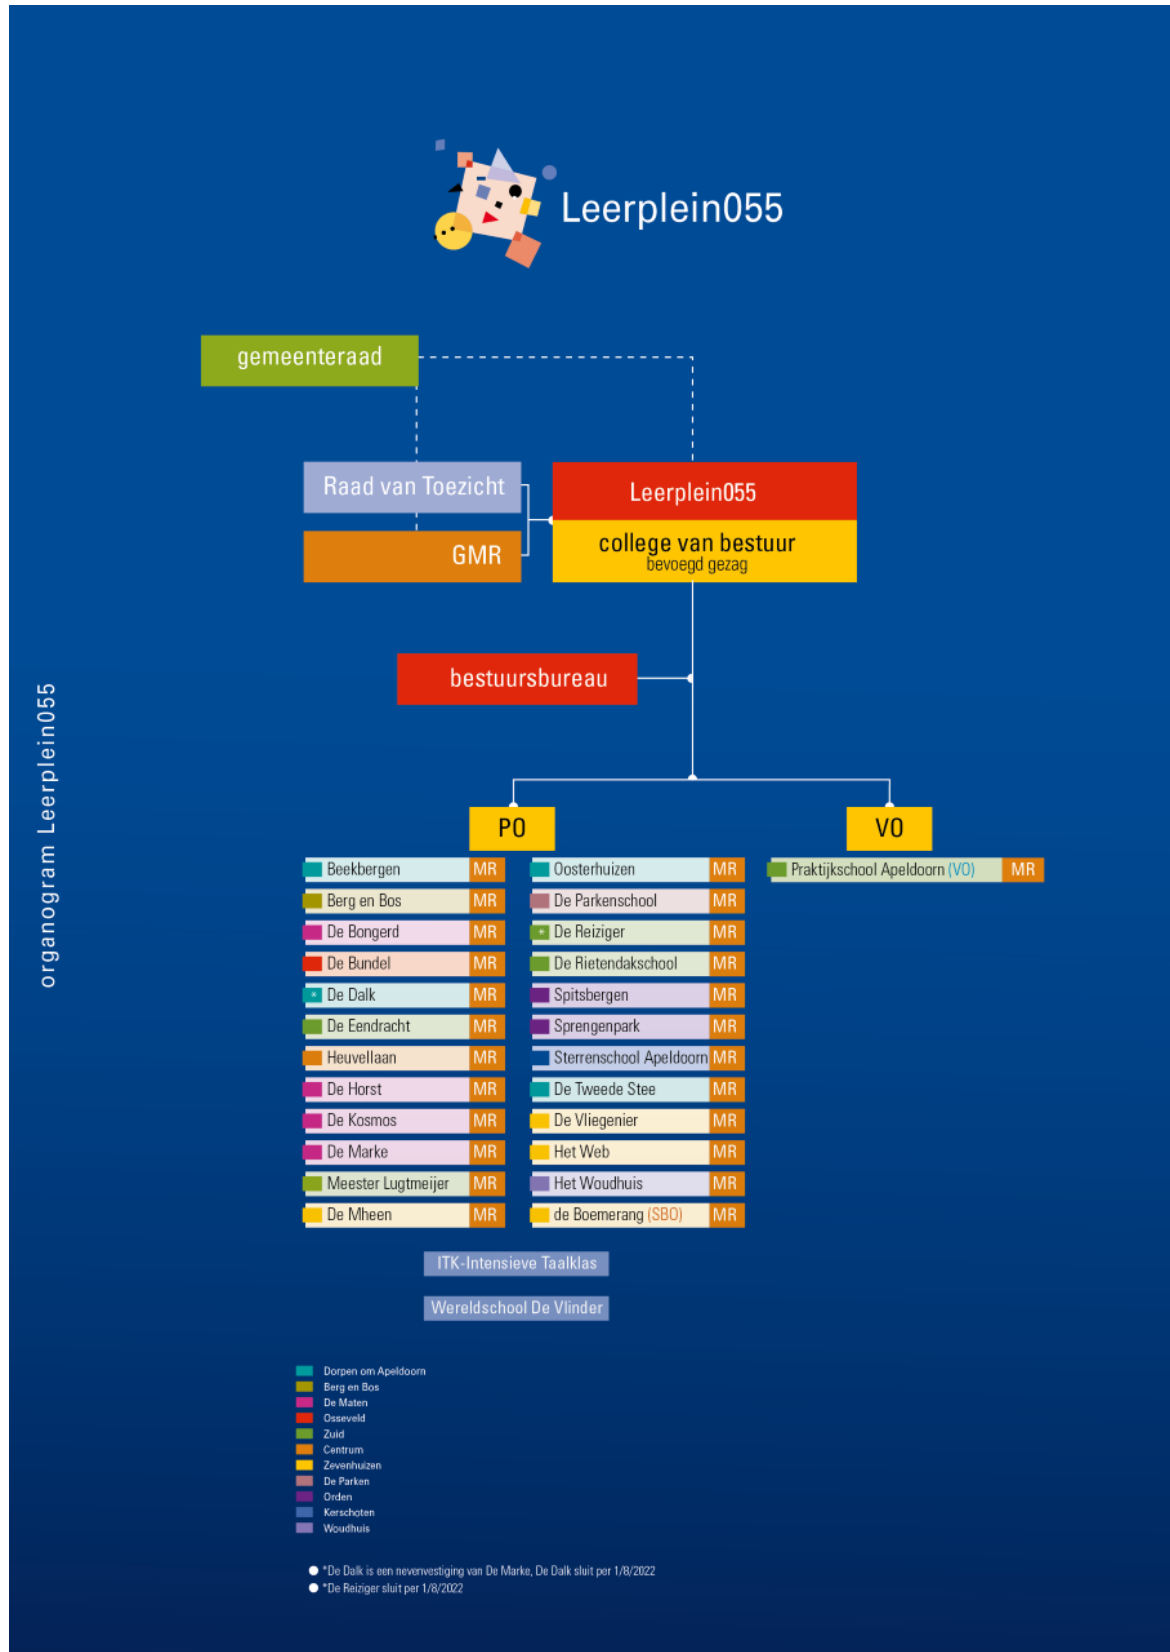 Leerplein055
gemeenteraad
Raad van Toezicht
Leerplein055
GMR
college van bestuur
bevoegd gezag
bestuursbureau
organogram Leerplein055
PO
VO
Beekbergen MR
Berg en Bos MR
De Bongerd MR
De Bundel MR
* De Dalk MR
De Eendracht MR
Heuvellaan MR
De Horst MR
De Kosmos MR
De Marke MR
Meester Lugtmeijer MR
De Mheen MR
Oosterhuizen MR
De Parkenschool MR
* De Reiziger MR
De Rietendakschool MR
Spitsbergen MR
Sprengenpark MR
Sterrenschool Apeldoorn MR
De Tweede Stee MR
De Vliegenier MR
Het Web MR
Het Woudhuis MR
de Boemerang (SBO) MR
Praktijkschool Apeldoorn (VO) MR
ITK-Intensieve Taalklas
Wereldschool De Vlinder
Dorpen om Apeldoorn
Berg en Bos
De Maten
Osseveld
Zuid
Centrum
Zevenhuizen
De Parken
Orden
Kerschoten
Woudhuis
*De Dalk is een nevenvestiging van De Marke, De Dalk sluit per 1/8/2022
*De Reiziger sluit per 1/8/2022